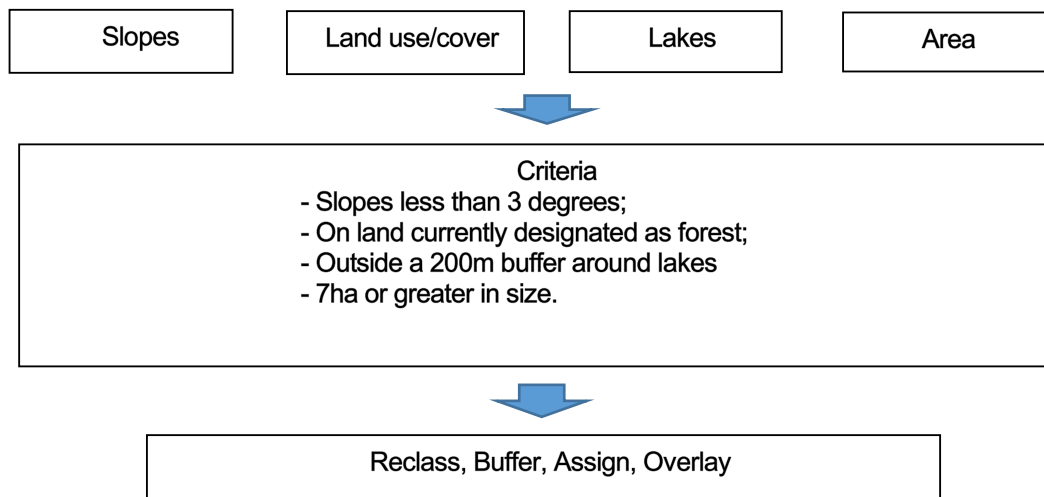 Slopes
Land use/cover
Lakes
Area
Criteria
- Slopes less than 3 degrees;
- On land currently designated as forest;
- Outside a 200m buffer around lakes
- 7ha or greater in size.
Reclass, Buffer, Assign, Overlay